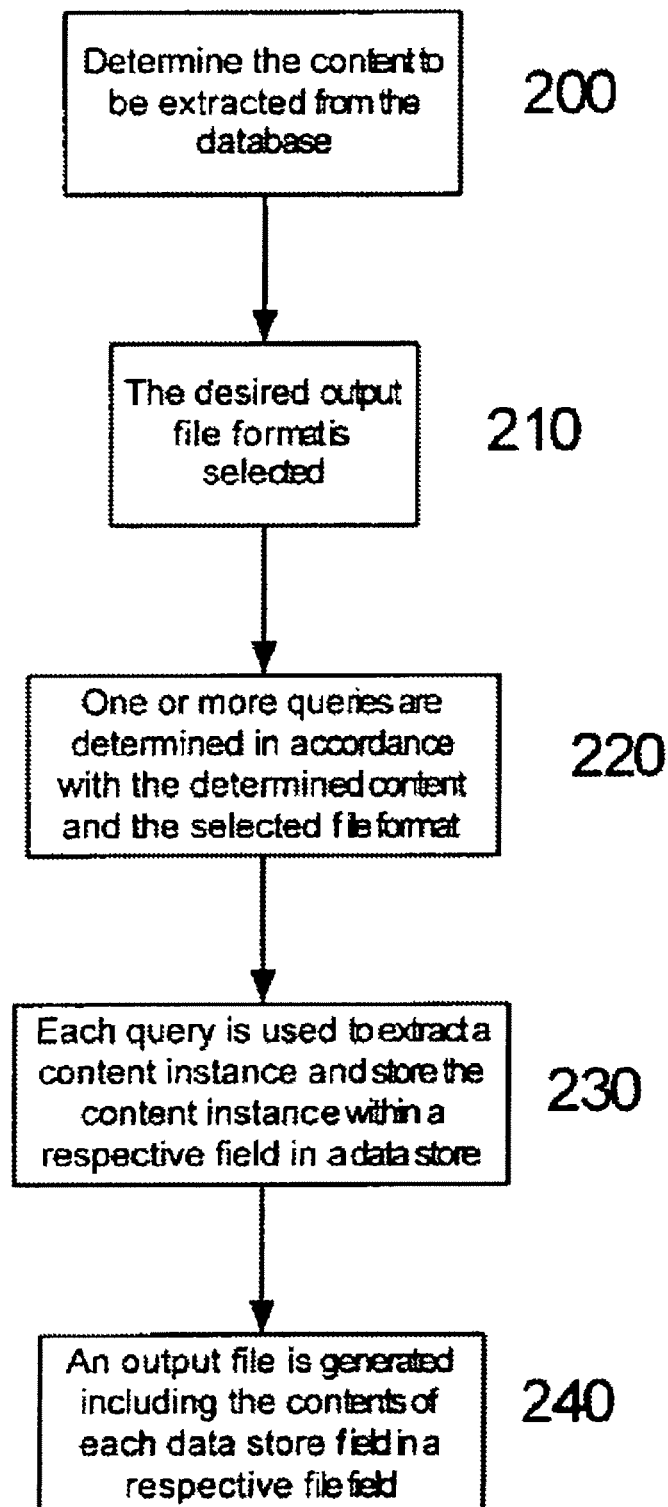 Determine the content to
be extracted from the
database
200
The desired output
file format is
selected
210
One or more queries are
determined in accordance
with the determined content
and the selected file format
220
Each query is used to extract a
content instance and store the
content instance within a
respective field in a data store
230
An output file is generated
including the contents of
each data store field in a
respective file field
240